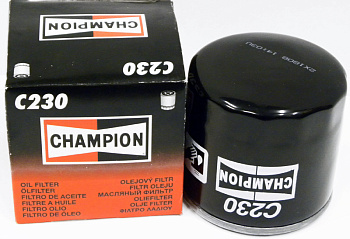 CHAMPION
C230
C230
CHAMPION
OIL FILTER
ÖLFILTER
FILTRO DE ACEITE
FILTRE A HUILE
FILTRO OLIO
FILTRO DE ÓLEO
OLEJOVÝ FILTR
FILTR OLEJU
МАСЛЯНЫЙ ФИЛЬТР
OLIEFILTER
OLJE FILTER
ΦΙΛΤΡΟ ΛΑΔΙΟΥ
CHAMPION
C230